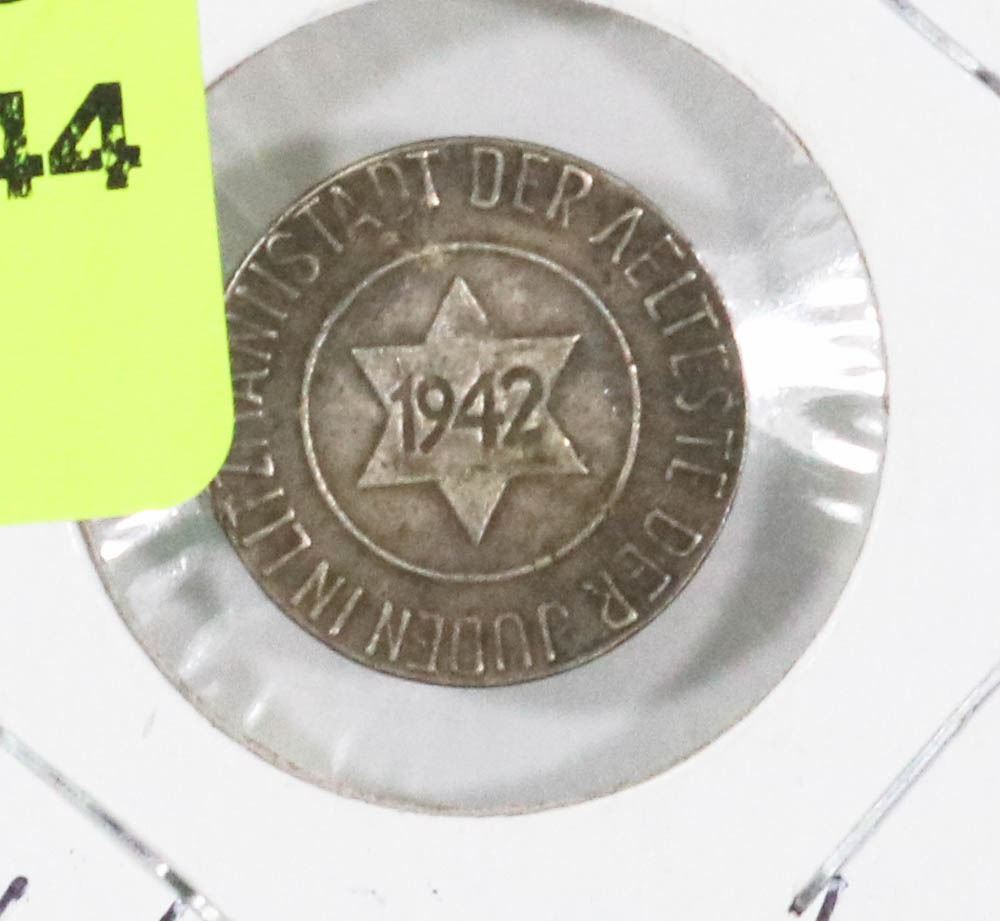 44
DER AELTESTE DER JUDEN IN LITZMANNSTADT
1942